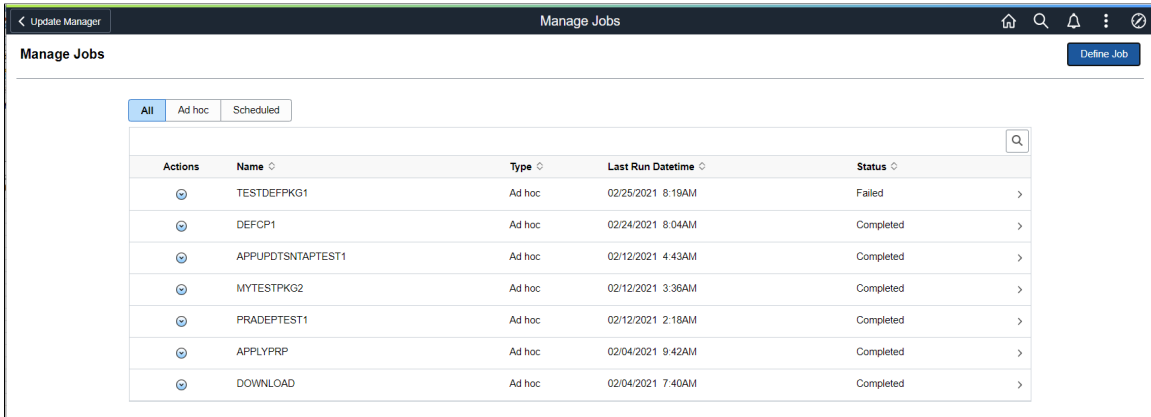 Update Manager Manage Jobs
Manage Jobs Define Job
All Ad hoc Scheduled
Actions Name Type Last Run Datetime Status
TESTDEFPKG1 Ad hoc 02/25/2021 8:19AM Failed
DEFCP1 Ad hoc 02/24/2021 8:04AM Completed
APPUPDTSNTAPTEST1 Ad hoc 02/12/2021 4:43AM Completed
MYTESTPKG2 Ad hoc 02/12/2021 3:36AM Completed
PRADEPTEST1 Ad hoc 02/12/2021 2:18AM Completed
APPLYPRP Ad hoc 02/04/2021 9:42AM Completed
DOWNLOAD Ad hoc 02/04/2021 7:40AM Completed